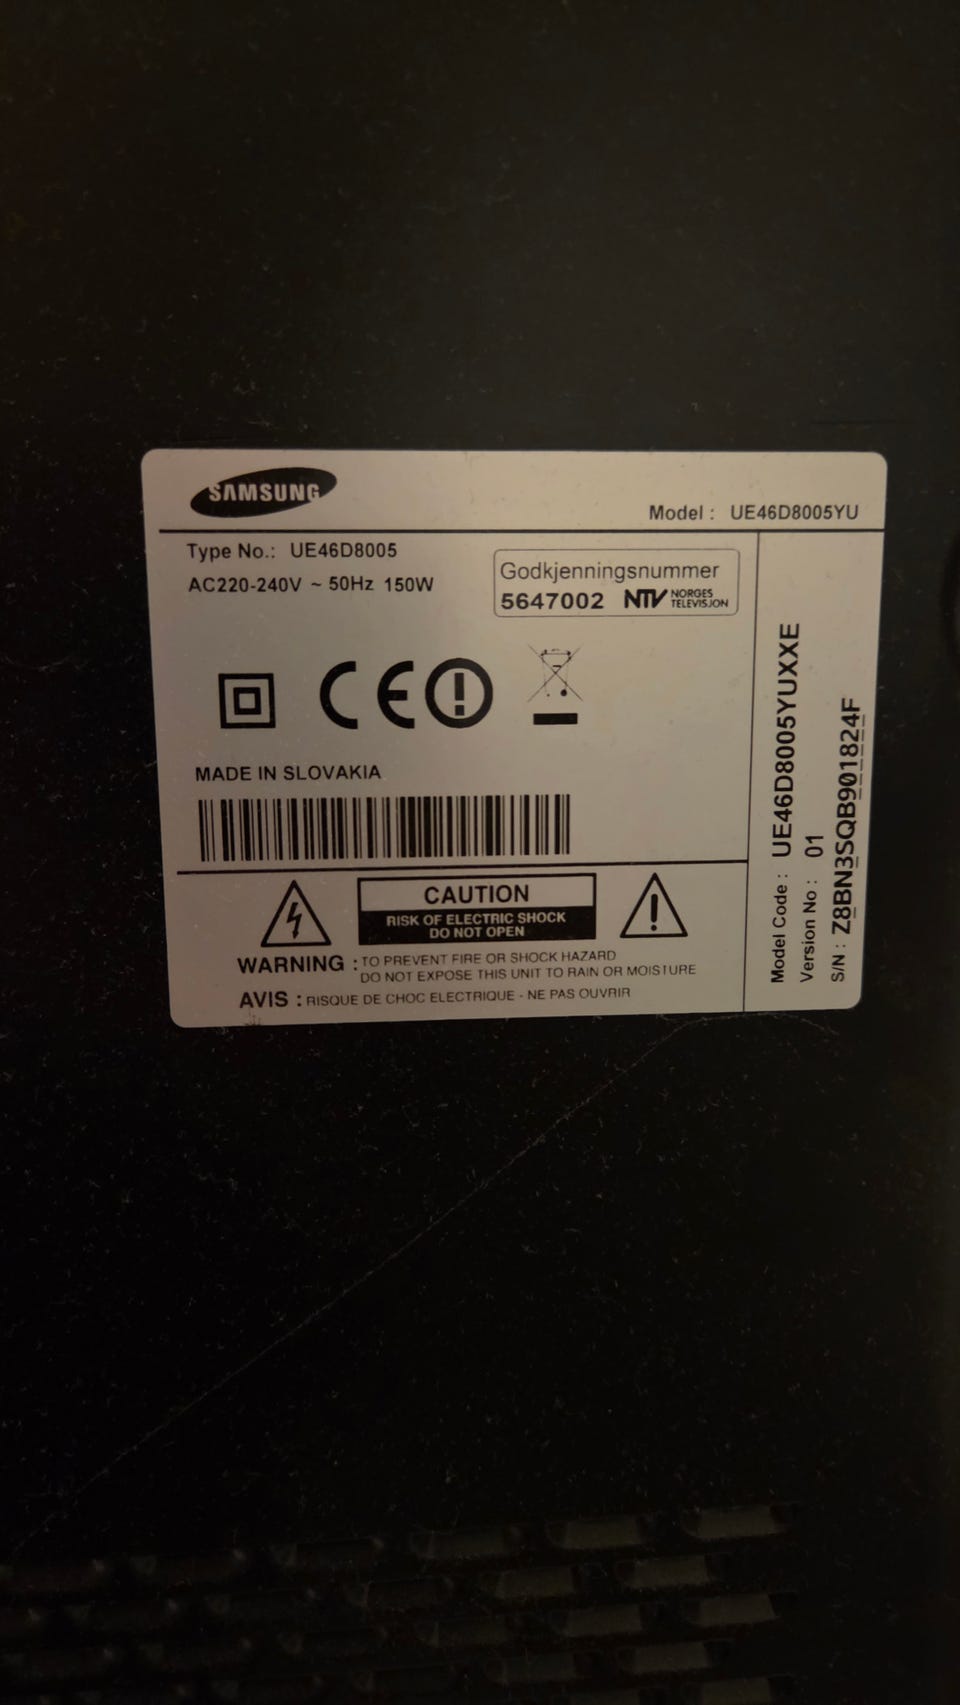 SAMSUNG
Model : UE46D8005YU
Type No.: UE46D8005
AC220-240V ~ 50Hz 150W
Godkjenningsnummer
5647002 NTV NORGES TELEVISJON
CE
MADE IN SLOVAKIA
CAUTION
RISK OF ELECTRIC SHOCK
DO NOT OPEN
WARNING : TO PREVENT FIRE OR SHOCK HAZARD
DO NOT EXPOSE THIS UNIT TO RAIN OR MOISTURE
AVIS : RISQUE DE CHOC ELECTRIQUE - NE PAS OUVRIR
Model Code : UE46D8005YUXXE
Version No : 01
S/N : Z8BN3SQB901824F